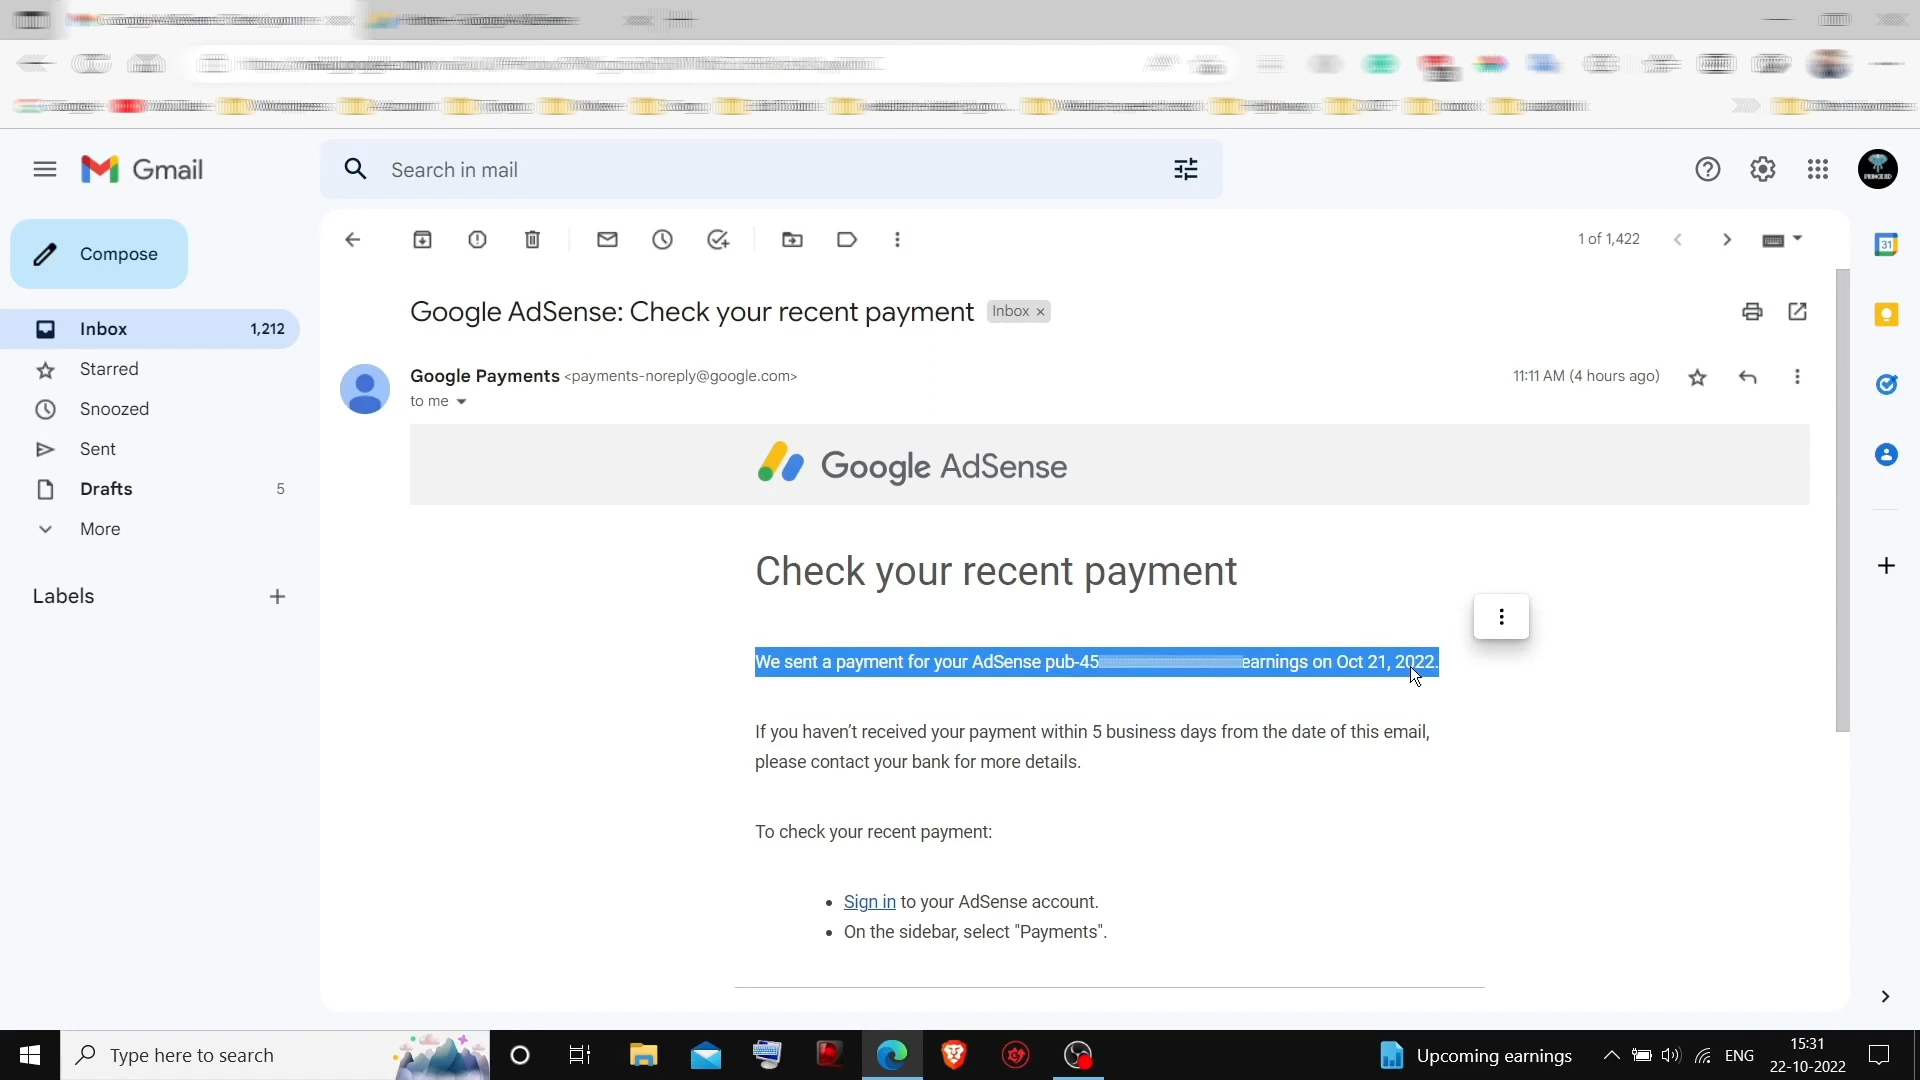 Gmail
Search in mail
PRINCE ED
Compose
1 of 1,422
Google AdSense: Check your recent payment
Inbox ×
Inbox 1,212
Starred
Google Payments <payments-noreply@google.com>
11:11 AM (4 hours ago)
to me
31
Snoozed
Sent
Google AdSense
Drafts 5
More
Check your recent payment
Labels
We sent a payment for your AdSense pub-45 earnings on Oct 21, 2022.
If you haven’t received your payment within 5 business days from the date of this email,
please contact your bank for more details.
To check your recent payment:
• Sign in to your AdSense account.
• On the sidebar, select "Payments".
Type here to search
Upcoming earnings
ENG
15:31
22-10-2022